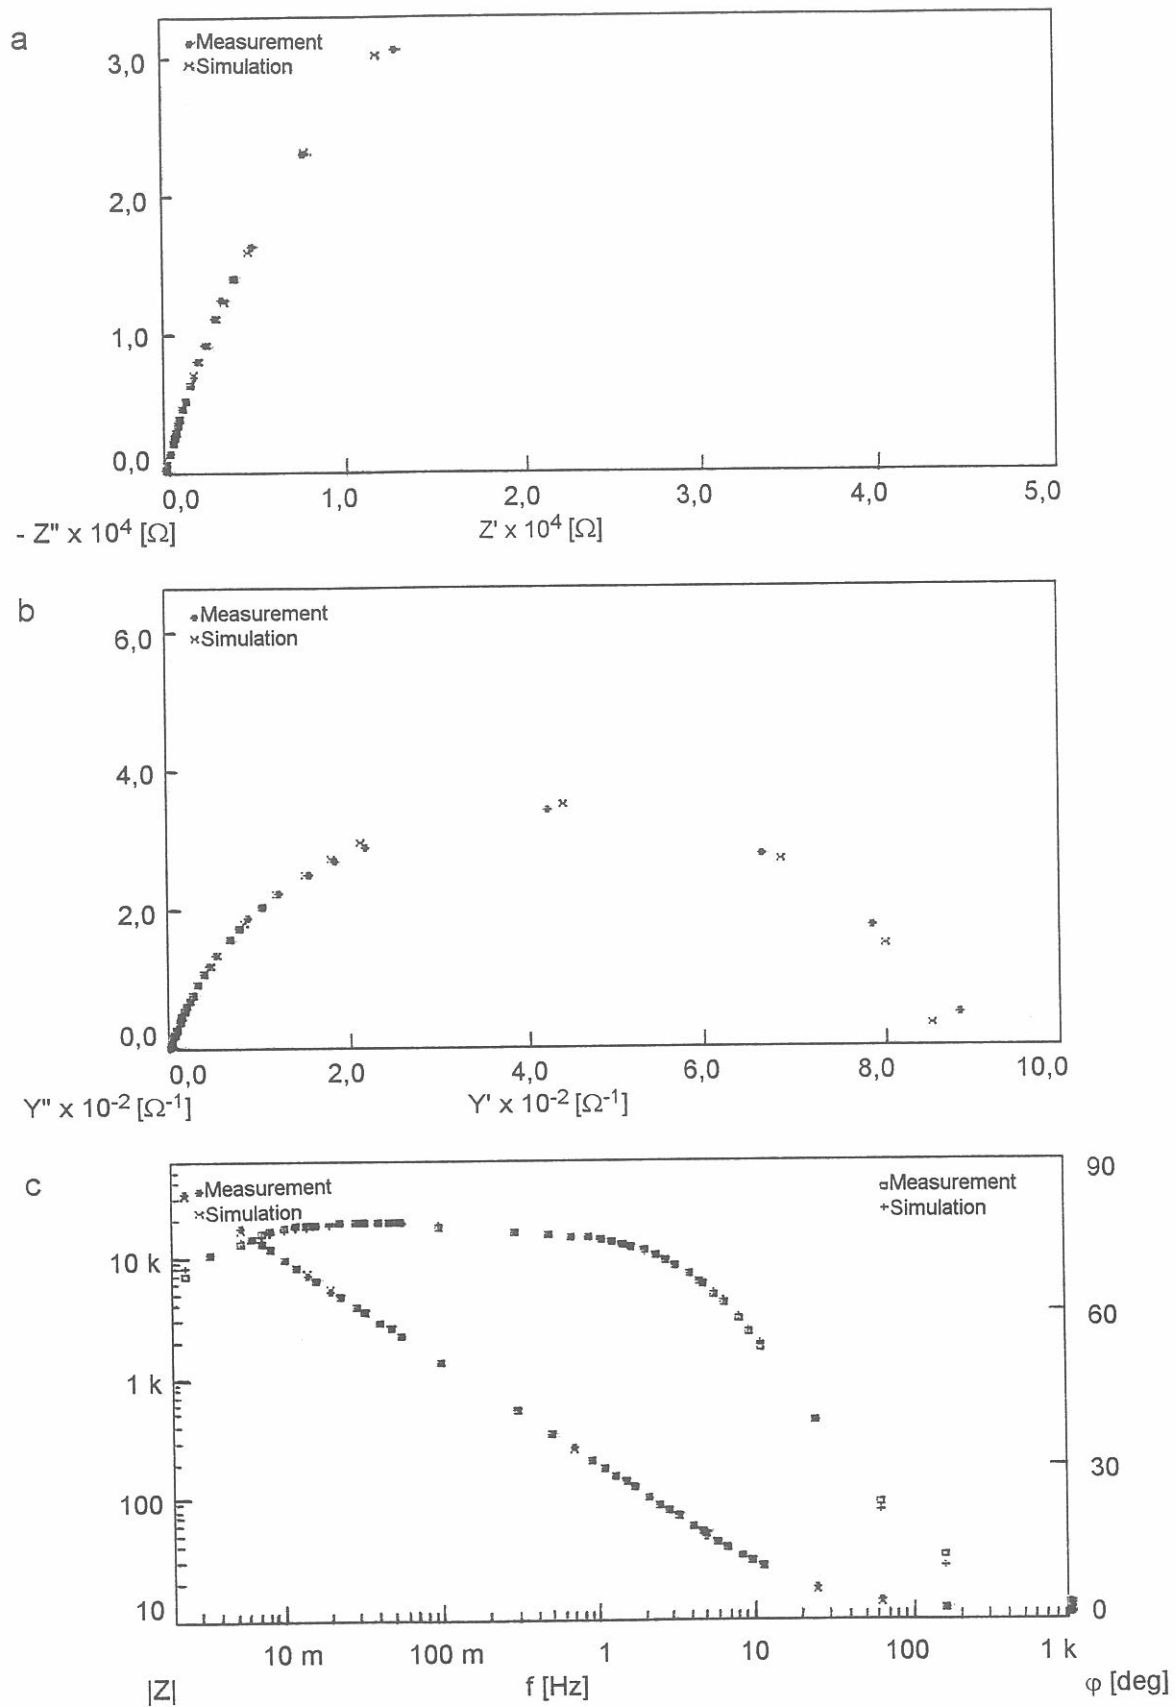 a
Measurement
Simulation
3,0
2,0
1,0
0,0
0,0 1,0 2,0 3,0 4,0 5,0
- Z" x 10⁴ [Ω] Z' x 10⁴ [Ω]
b
Measurement
Simulation
6,0
4,0
2,0
0,0
0,0 2,0 4,0 6,0 8,0 10,0
Y" x 10⁻² [Ω⁻¹] Y' x 10⁻² [Ω⁻¹]
c
Measurement
Simulation
Measurement
Simulation
10 k
1 k
100
10
90
60
30
0
10 m 100 m 1 10 100 1 k
|Z| f [Hz] φ [deg]